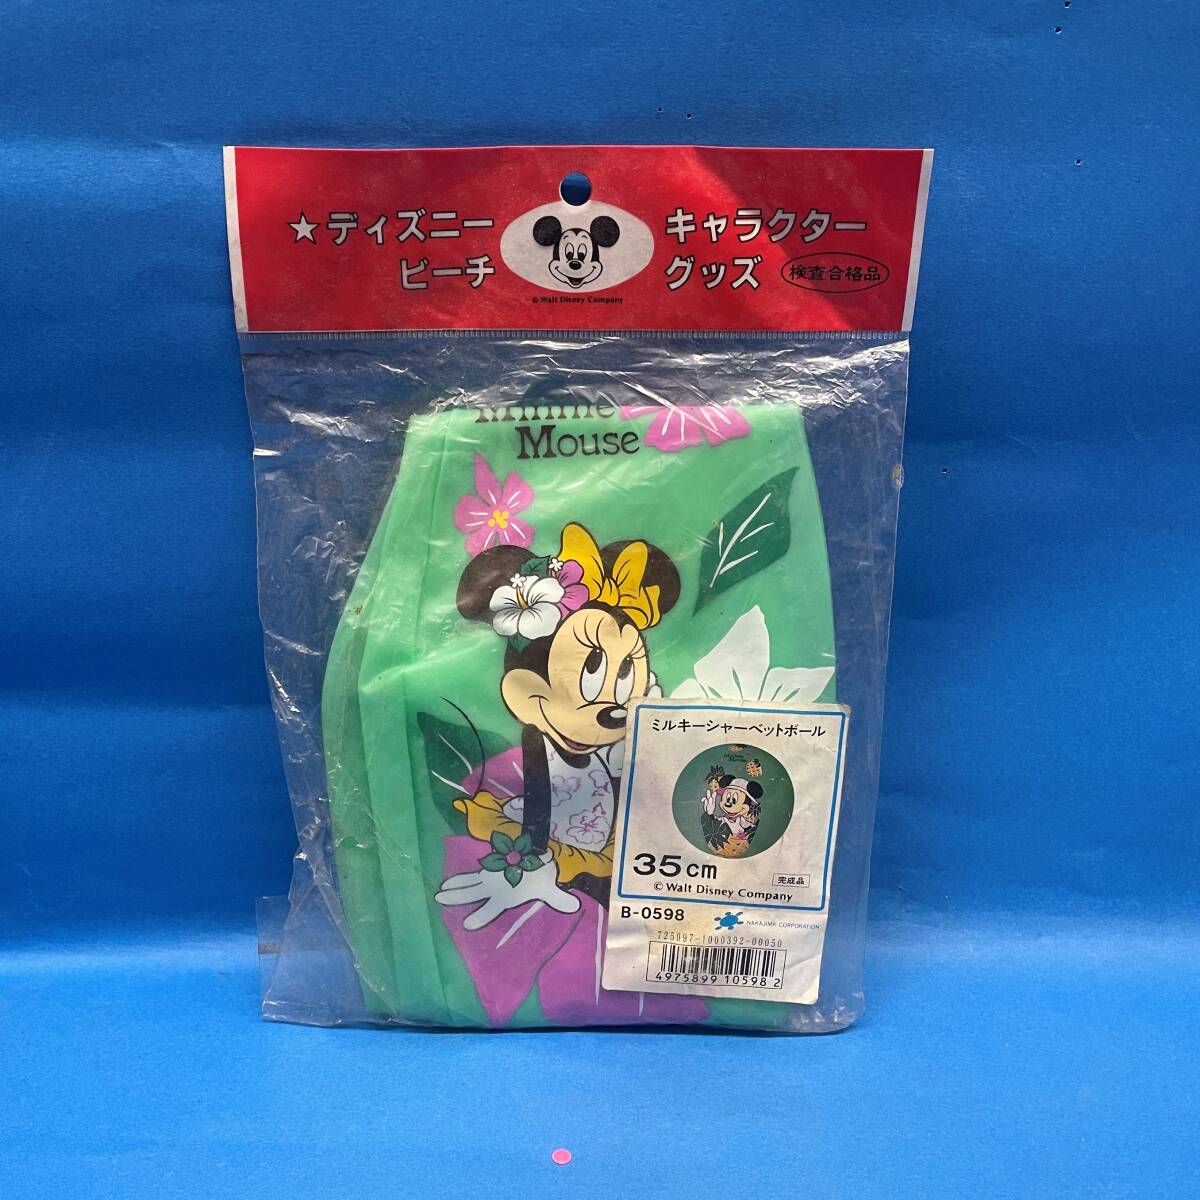 ★ディズニー キャラクター
ビーチ グッズ 検査合格品
© Walt Disney Company
Minnie
Mouse
ミルキーシャーベットボール
Minnie
Mouse
35cm
完成品
© Walt Disney Company
B-0598
NAKAJIMA CORPORATION
725097-1000392-00050
4975899 10598 2